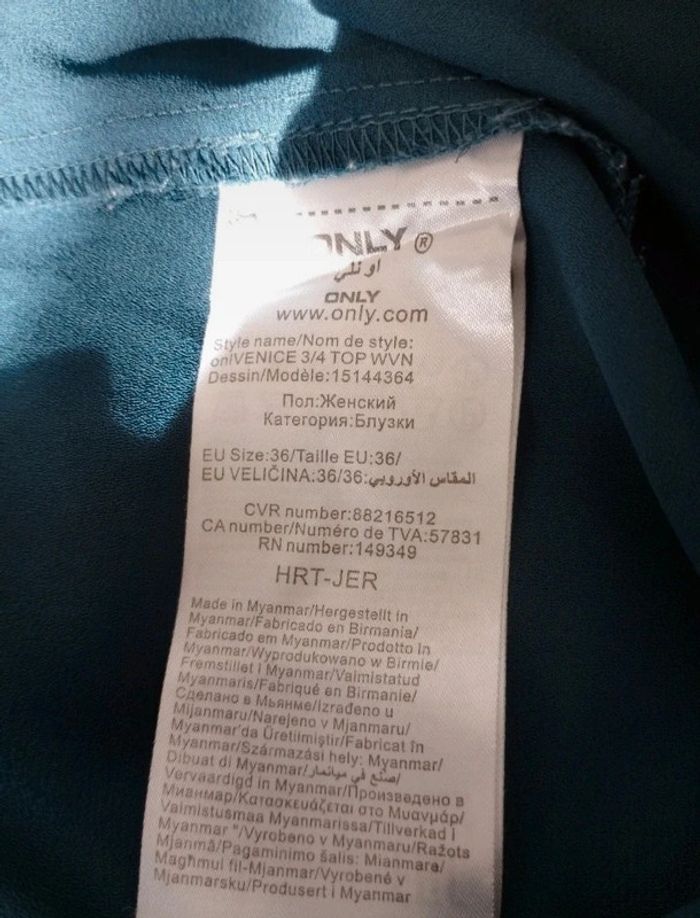 ONLY ®
اونلي
ONLY
www.only.com
Style name/Nom de style:
onlVENICE 3/4 TOP WVN
Dessin/Modèle:15144364
Пол:Женский
Категория:Блузки
EU Size:36/Taille EU:36/
EU VELIČINA:36/36:المقاس الأوروبي
CVR number:88216512
CA number/Numéro de TVA:57831
RN number:149349
HRT-JER
Made in Myanmar/Hergestellt in
Myanmar/Fabricado en Birmania/
Fabricado em Myanmar/Prodotto in
Myanmar/Wyprodukowano w Birmie/
Fremstillet i Myanmar/Valmistatud
Myanmaris/Fabriqué en Birmanie/
Сделано в Мьянме/Izrađeno u
Mijanmaru/Narejeno v Mjanmaru/
Myanmar'da Üretilmiştir/Fabricat în
Myanmar/Származási hely: Myanmar/
Dibuat di Myanmar/صنع في ميانمار/
Vervaardigd in Myanmar/Произведено в
Мианмар/Κατασκευάζεται στο Μυανμάρ/
Valmistusmaa Myanmarissa/Tillverkad i
Myanmar "/Vyrobeno v Myanmaru/Ražots
Mjanmā/Pagaminimo šalis: Mianmare/
Magħmul fil-Mjanmar/Vyrobené v
Mjanmarsku/Produsert i Myanmar